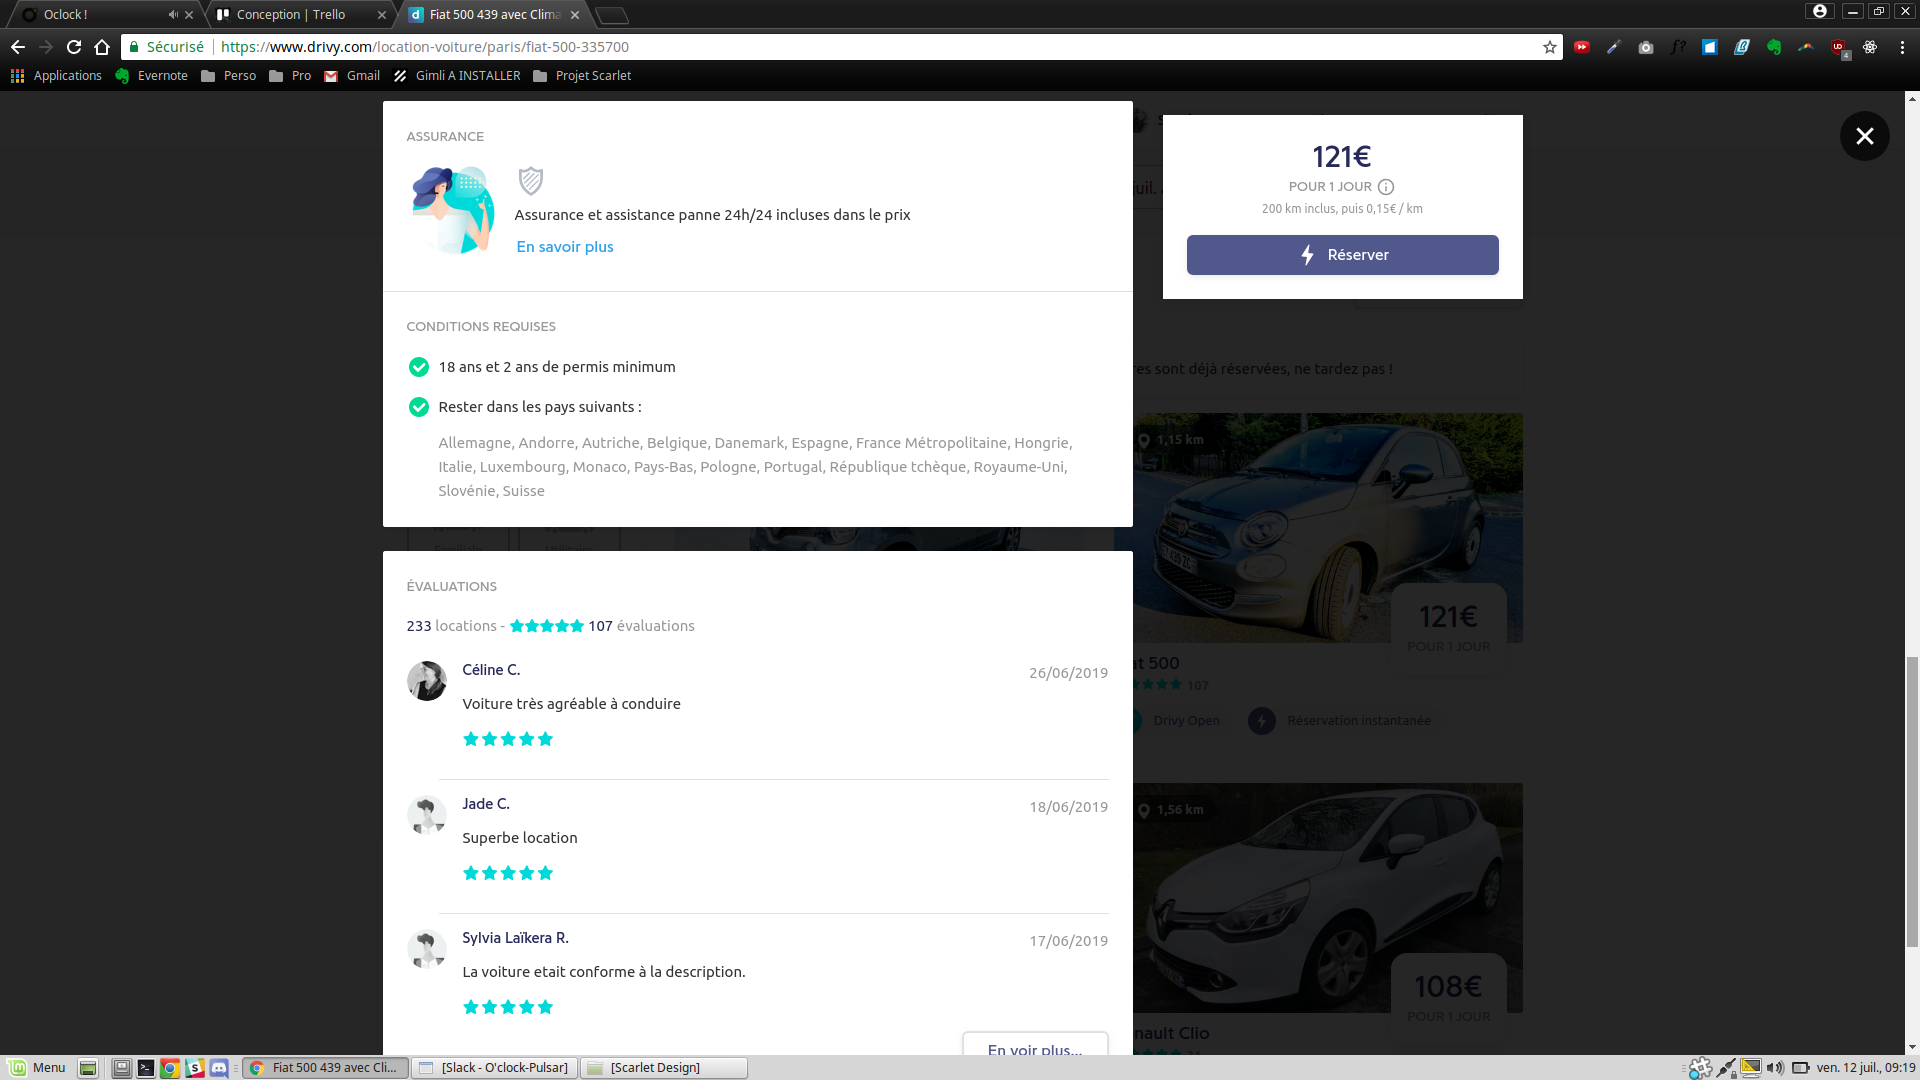 Oclock !
Conception | Trello
Fiat 500 439 avec Clima
Sécurisé
https://www.drivy.com/location-voiture/paris/fiat-500-335700
Applications
Evernote
Perso
Pro
Gmail
Gimli A INSTALLER
Projet Scarlet
ASSURANCE
Assurance et assistance panne 24h/24 incluses dans le prix
En savoir plus
CONDITIONS REQUISES
18 ans et 2 ans de permis minimum
Rester dans les pays suivants :
Allemagne, Andorre, Autriche, Belgique, Danemark, Espagne, France Métropolitaine, Hongrie,
Italie, Luxembourg, Monaco, Pays-Bas, Pologne, Portugal, République tchèque, Royaume-Uni,
Slovénie, Suisse
ÉVALUATIONS
233 locations - 107 évaluations
Céline C.
26/06/2019
Voiture très agréable à conduire
Jade C.
18/06/2019
Superbe location
Sylvia Laïkera R.
17/06/2019
La voiture etait conforme à la description.
En voir plus...
121€
POUR 1 JOUR
200 km inclus, puis 0,15€ / km
Réserver
juil.
res sont déjà réservées, ne tardez pas !
1,15 km
121€
POUR 1 JOUR
at 500
107
Drivy Open
Réservation instantanée
1,56 km
108€
POUR 1 JOUR
nault Clio
Menu
Fiat 500 439 avec Cli...
[Slack - O'clock-Pulsar]
[Scarlet Design]
ven. 12 juil., 09:19